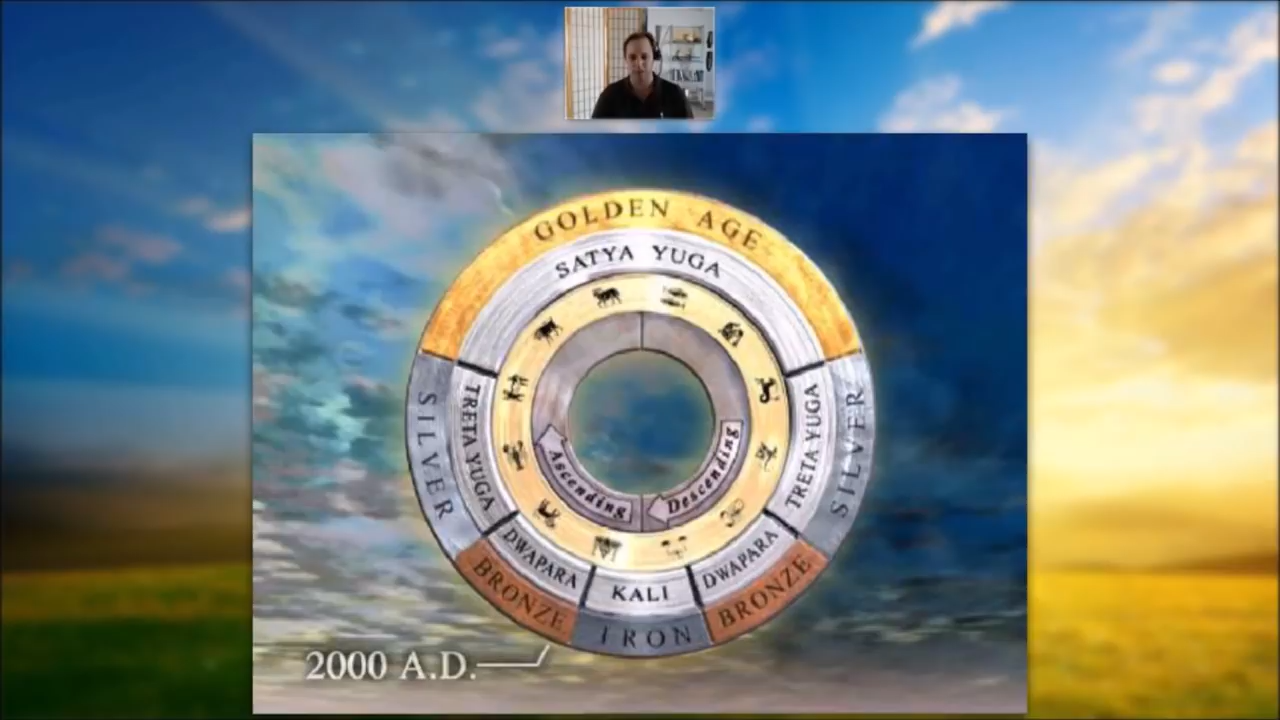 GOLDEN AGE
SATYA YUGA
SILVER
TRETA YUGA
TRETA YUGA
SILVER
Ascending
Descending
DWAPARA
KALI
DWAPARA
BRONZE
IRON
BRONZE
2000 A.D.